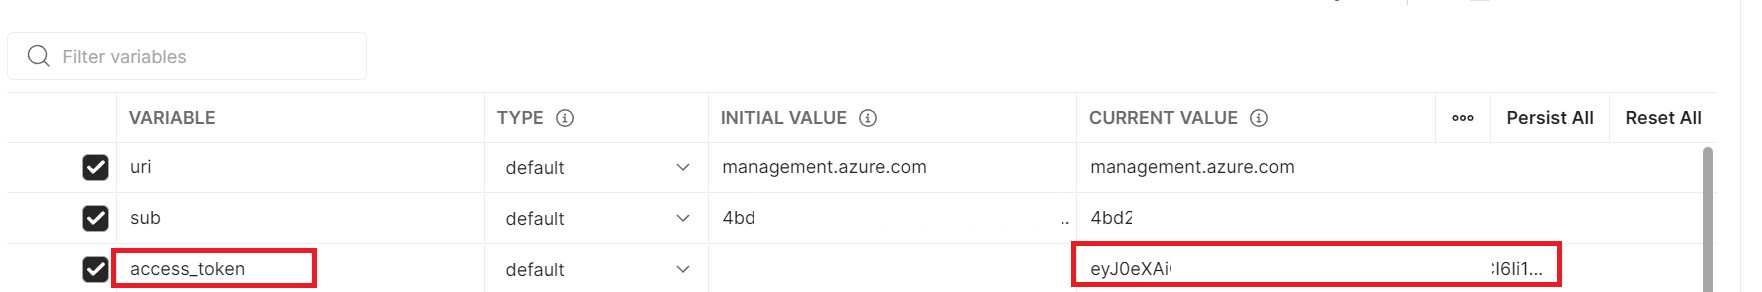 Filter variables
VARIABLE TYPE INITIAL VALUE CURRENT VALUE Persist All Reset All
uri default management.azure.com management.azure.com
sub default 4bd .. 4bd2
access_token default eyJ0eXAi :I6Ii1...